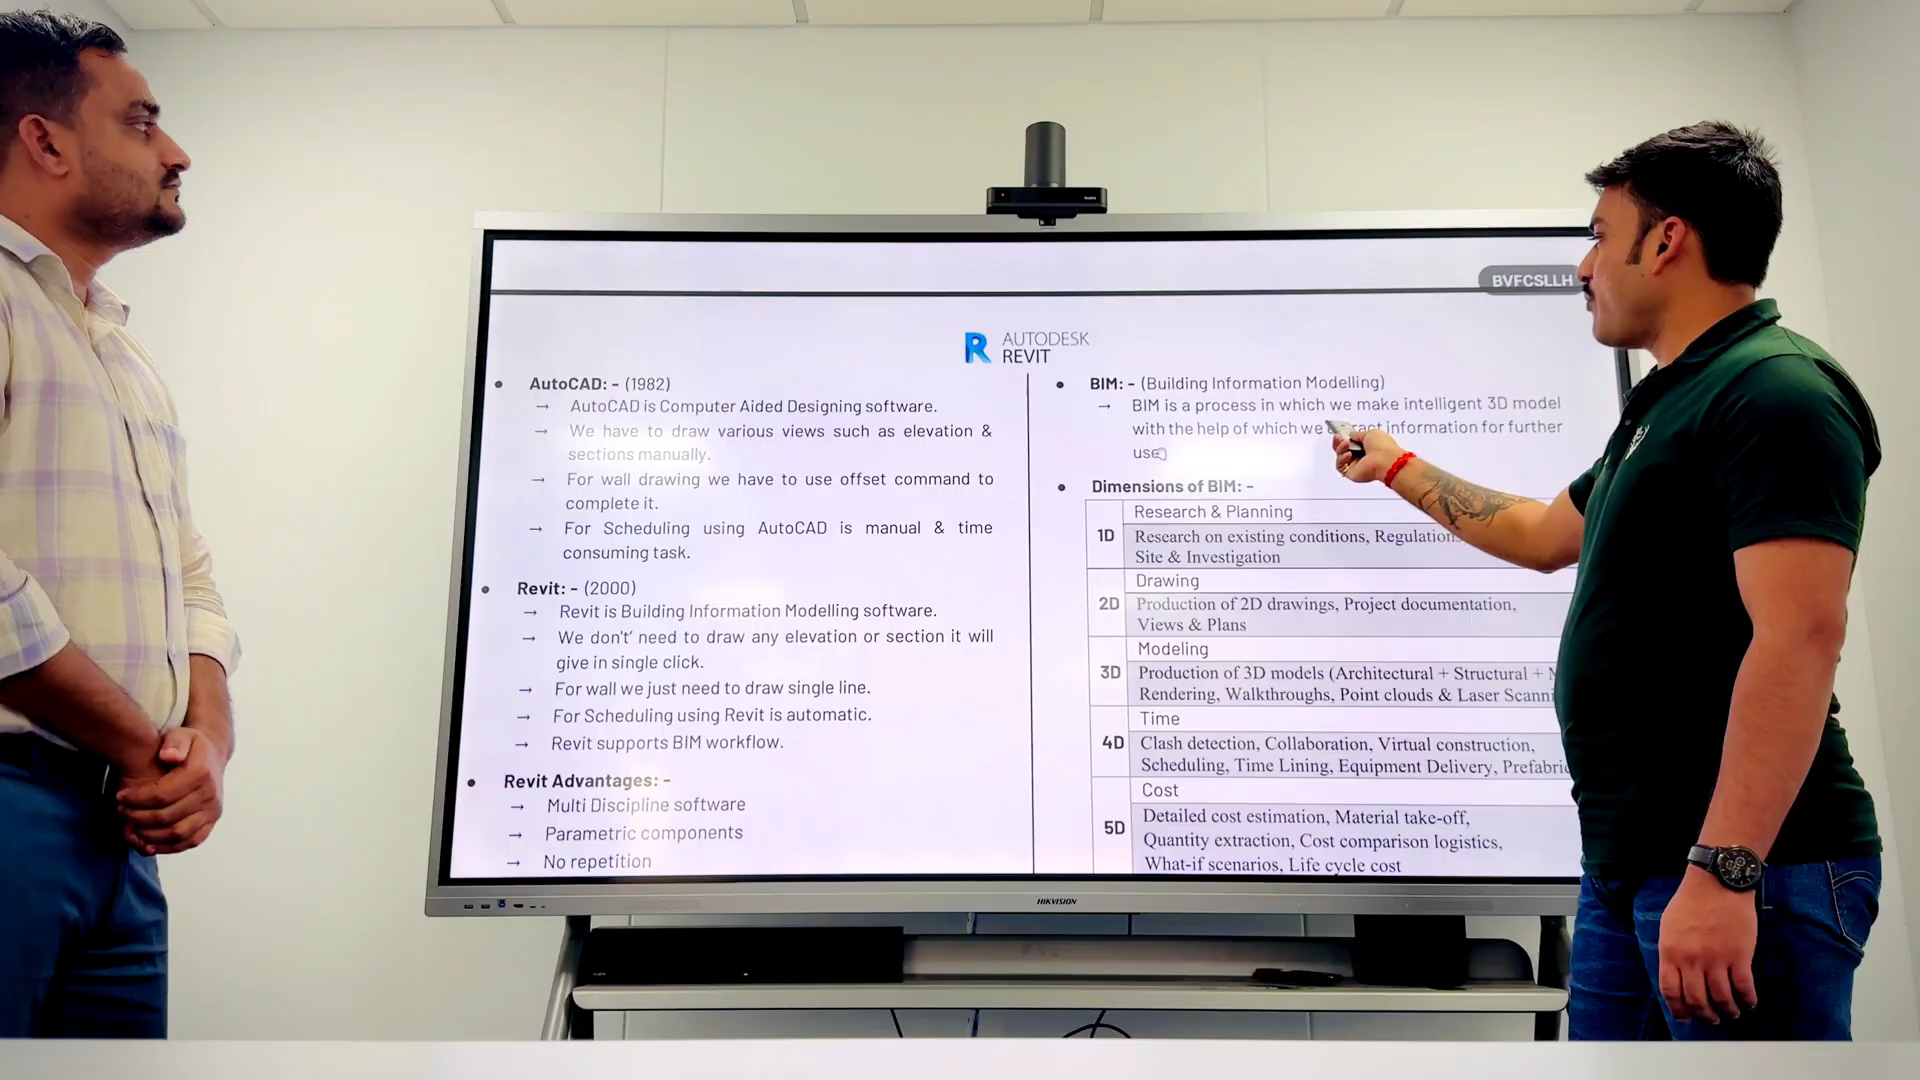 BVFCSLLH
AUTODESK
REVIT
• AutoCAD: - (1982)
→ AutoCAD is Computer Aided Designing software.
→ We have to draw various views such as elevation &
sections manually.
→ For wall drawing we have to use offset command to
complete it.
→ For Scheduling using AutoCAD is manual & time
consuming task.
• Revit: - (2000)
→ Revit is Building Information Modelling software.
→ We don't' need to draw any elevation or section it will
give in single click.
→ For wall we just need to draw single line.
→ For Scheduling using Revit is automatic.
→ Revit supports BIM workflow.
• Revit Advantages: -
→ Multi Discipline software
→ Parametric components
→ No repetition
• BIM: - (Building Information Modelling)
→ BIM is a process in which we make intelligent 3D model
with the help of which we information for further
use
• Dimensions of BIM: -
1D
Research & Planning
Research on existing conditions,
Site & Investigation
2D
Drawing
Production of 2D drawings, Project documentation,
Views & Plans
3D
Modeling
Production of 3D models (Architectural + Structural +
Rendering, Walkthroughs, Point clouds & Laser
4D
Time
Clash detection, Collaboration, Virtual construction,
Scheduling, Time Lining, Equipment Delivery,
5D
Cost
Detailed cost estimation, Material take-off,
Quantity extraction, Cost comparison logistics,
What-if scenarios, Life cycle cost
HIKVISION